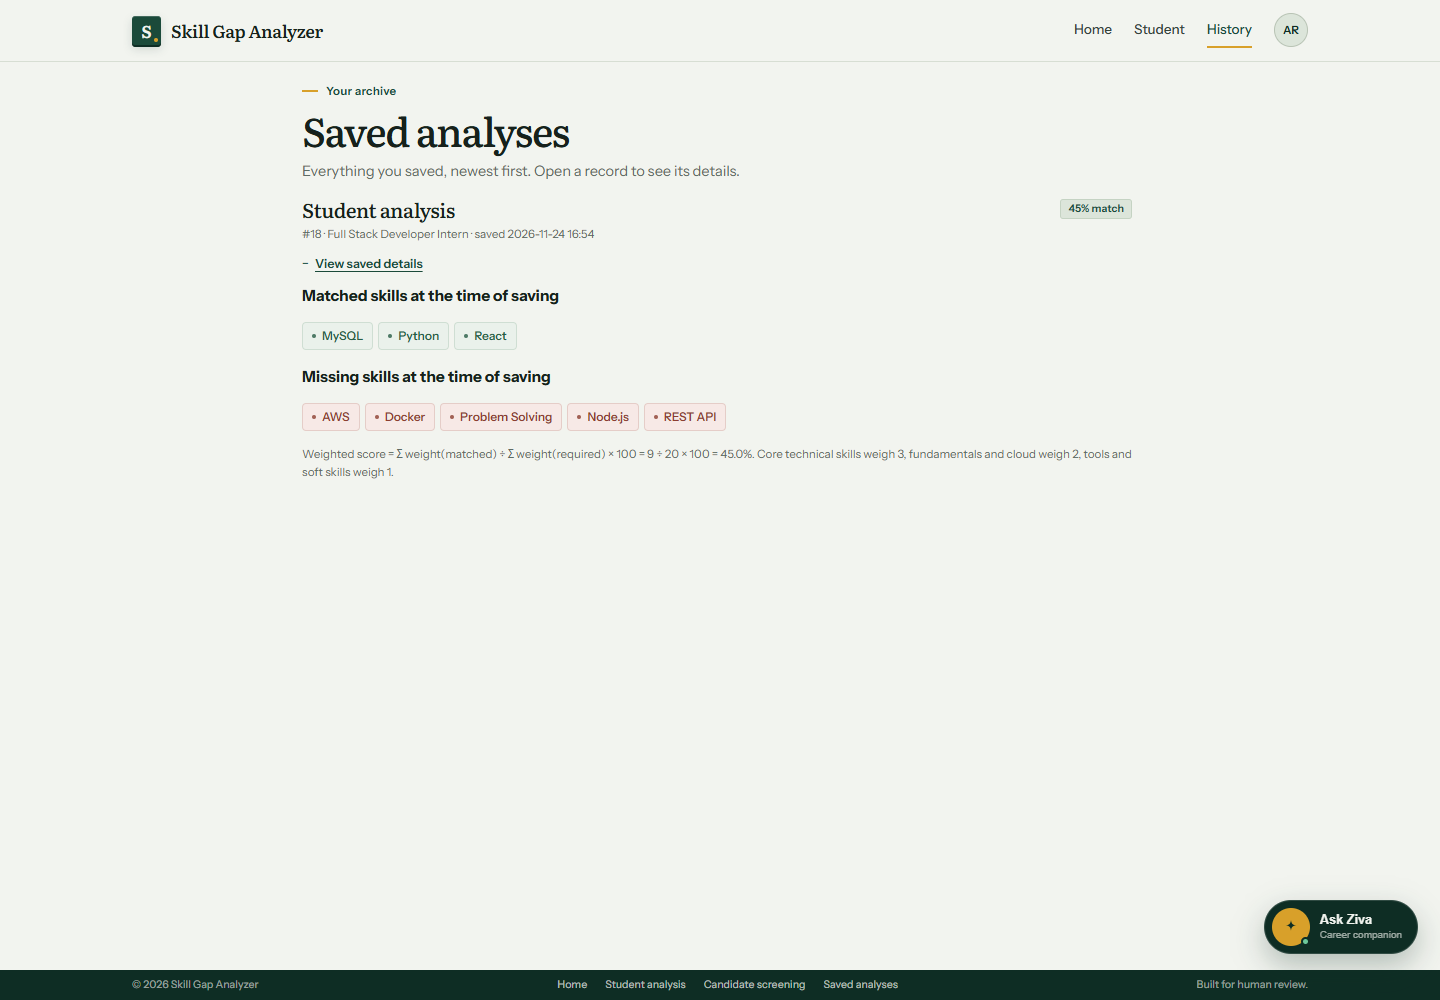 S. Skill Gap Analyzer
Home Student History AR
Your archive
Saved analyses
Everything you saved, newest first. Open a record to see its details.
Student analysis
45% match
#18 · Full Stack Developer Intern · saved 2026-11-24 16:54
− View saved details
Matched skills at the time of saving
• MySQL • Python • React
Missing skills at the time of saving
• AWS • Docker • Problem Solving • Node.js • REST API
Weighted score = Σ weight(matched) ÷ Σ weight(required) × 100 = 9 ÷ 20 × 100 = 45.0%. Core technical skills weigh 3, fundamentals and cloud weigh 2, tools and
soft skills weigh 1.
Ask Ziva
Career companion
© 2026 Skill Gap Analyzer Home Student analysis Candidate screening Saved analyses Built for human review.